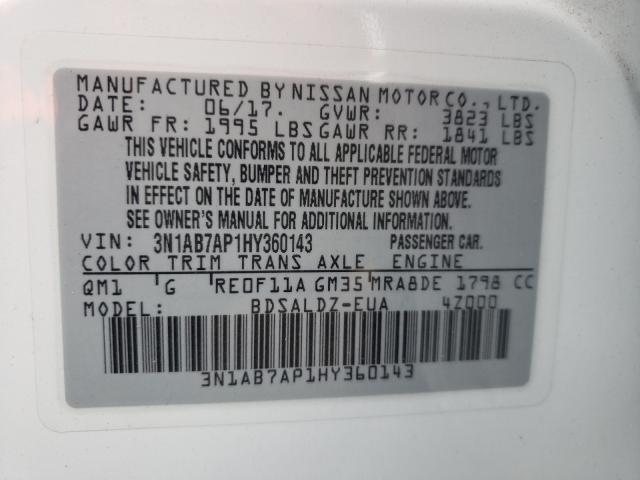 MANUFACTURED BY NISSAN MOTOR CO., LTD.
DATE: 06/17. GVWR: 3823 LBS
GAWR FR: 1995 LBS GAWR RR: 1841 LBS
THIS VEHICLE CONFORMS TO ALL APPLICABLE FEDERAL MOTOR
VEHICLE SAFETY, BUMPER AND THEFT PREVENTION STANDARDS
IN EFFECT ON THE DATE OF MANUFACTURE SHOWN ABOVE.
SEE OWNER'S MANUAL FOR ADDITIONAL INFORMATION.
VIN: 3N1AB7AP1HY360143 PASSENGER CAR.
COLOR TRIM TRANS AXLE ENGINE
QM1 G RE0F11A GM35 MRA8DE 1798 CC
MODEL: BDSALDZ-EUA 4Z000
3N1AB7AP1HY360143